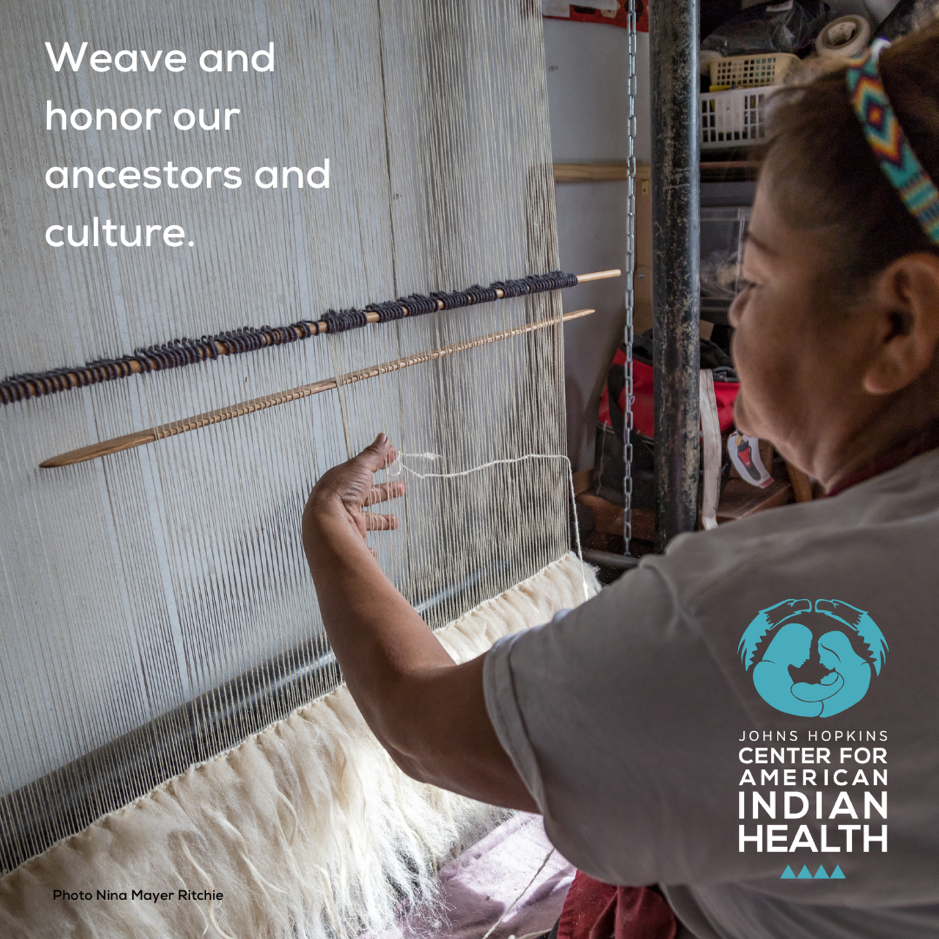 Weave and
honor our
ancestors and
culture.
JOHNS HOPKINS
CENTER FOR
AMERICAN
INDIAN
HEALTH
Photo Nina Mayer Ritchie